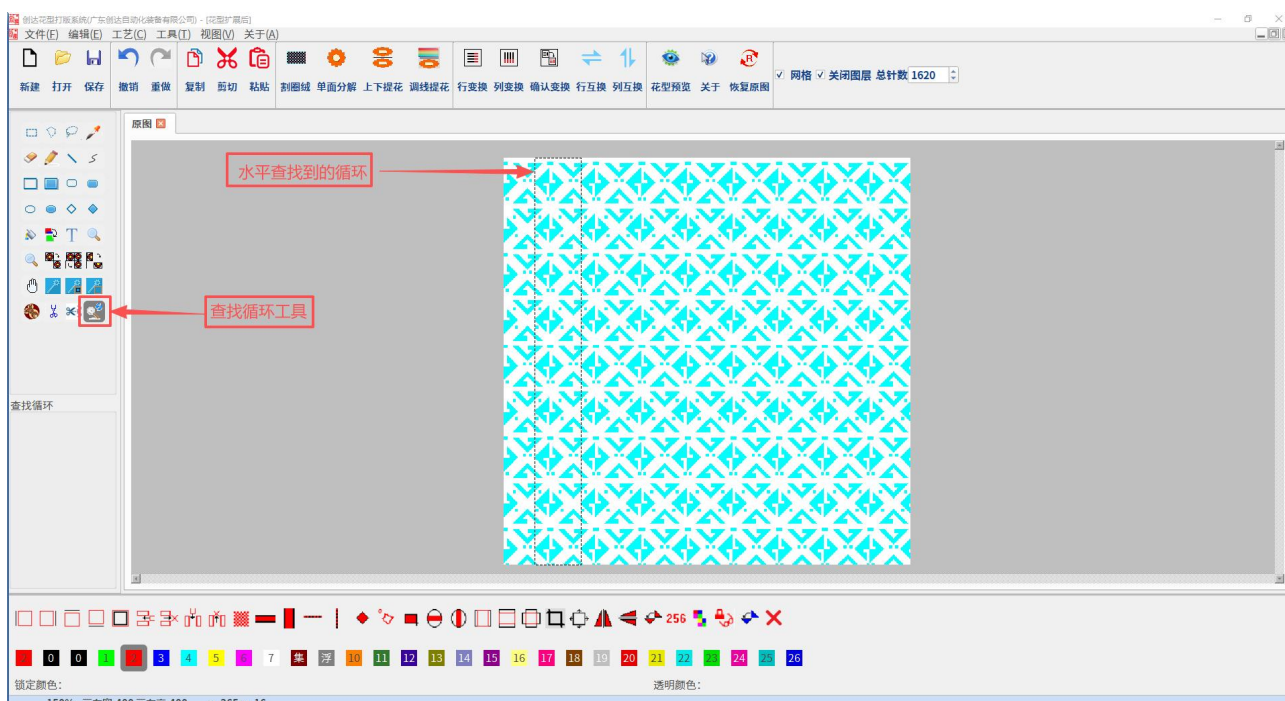 创达花型打版系统(广东创达自动化装备有限公司) - [花型扩展后]
文件(F) 编辑(E) 工艺(C) 工具(T) 视图(V) 关于(A)
新建 打开 保存 撤销 重做 复制 剪切 粘贴 割圈绒 单面分解 上下提花 调线提花 行变换 列变换 确认变换 行互换 列互换 花型预览 关于 恢复原图 网格 关闭图层 总针数 1620
原图
水平查找到的循环
查找循环工具
查找循环
256
0 0 1 2 3 4 5 6 7 集 浮 10 11 12 13 14 15 16 17 18 19 20 21 22 23 24 25 26
锁定颜色: 透明颜色: